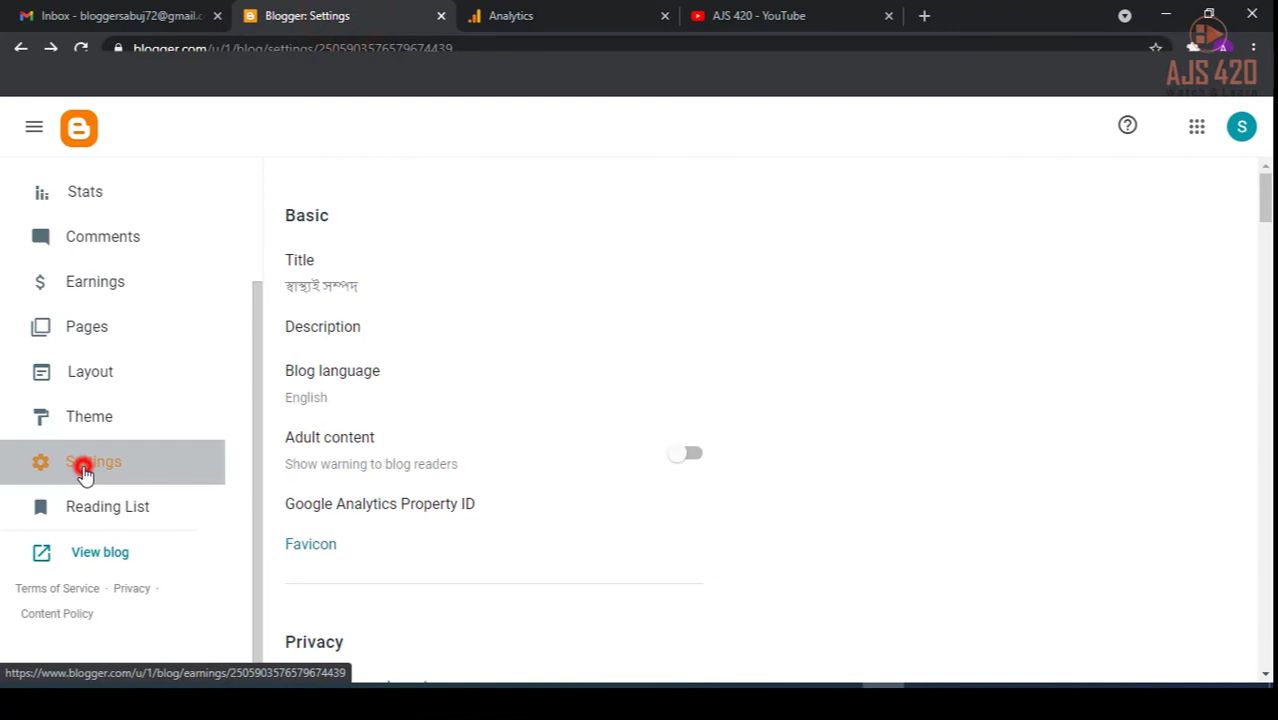 Inbox - bloggersabuj72@gmail.c
Blogger: Settings
Analytics
AJS 420 - YouTube
blogger.com/u/1/blog/settings/2505903576579674439
AJS 420
Watch & Learn
S
Stats
Comments
Earnings
Pages
Layout
Theme
Settings
Reading List
View blog
Terms of Service · Privacy ·
Content Policy
Basic
Title
স্বাস্থ্যই সম্পদ
Description
Blog language
English
Adult content
Show warning to blog readers
Google Analytics Property ID
Favicon
Privacy
https://www.blogger.com/u/1/blog/earnings/2505903576579674439